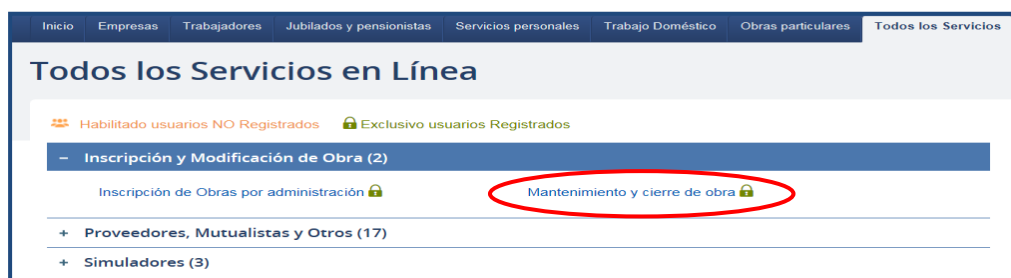 Inicio Empresas Trabajadores Jubilados y pensionistas Servicios personales Trabajo Doméstico Obras particulares Todos los Servicios
Todos los Servicios en Línea
Habilitado usuarios NO Registrados Exclusivo usuarios Registrados
– Inscripción y Modificación de Obra (2)
Inscripción de Obras por administración Mantenimiento y cierre de obra
+ Proveedores, Mutualistas y Otros (17)
+ Simuladores (3)